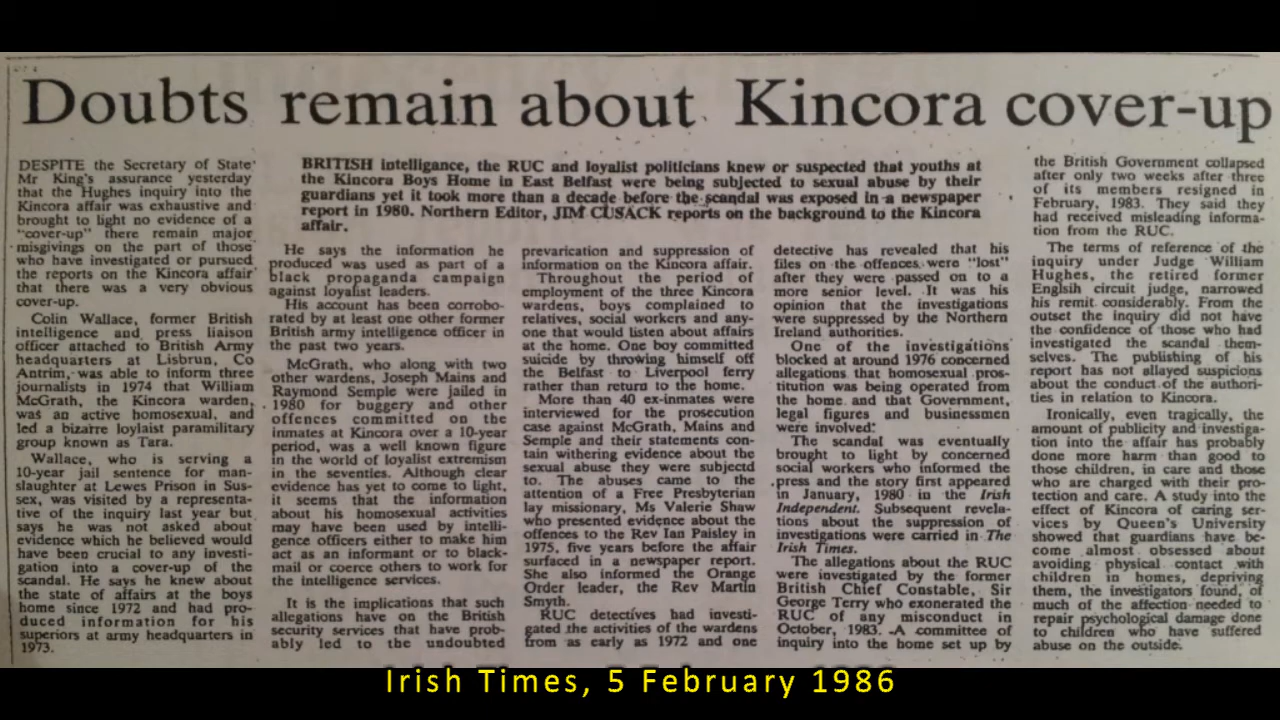 Doubts remain about Kincora cover-up
DESPITE the Secretary of State
Mr King's assurance yesterday
that the Hughes inquiry into the
Kincora affair was exhaustive and
brought to light no evidence of a
“cover-up” there remain major
misgivings on the part of those
who have investigated or pursued
the reports on the Kincora affair
that there was a very obvious
cover-up.
Colin Wallace, former British
intelligence and press liaison
officer attached to British Army
headquarters at Lisbrun, Co
Antrim, was able to inform three
journalists in 1974 that William
McGrath, the Kincora warden,
was an active homosexual, and
led a bizarre loylaist paramilitary
group known as Tara.
Wallace, who is serving a
10-year jail sentence for man-
slaughter at Lewes Prison in Sus-
sex, was visited by a representa-
tive of the inquiry last year but
says he was not asked about
evidence which he believed would
have been crucial to any investi-
gation into a cover-up of the
scandal. He says he knew about
the state of affairs at the boys
home since 1972 and had pro-
duced information for his
superiors at army headquarters in
1973.
BRITISH intelligance, the RUC and loyalist politicians knew or suspected that youths at
the Kincora Boys Home in East Belfast were being subjected to sexual abuse by their
guardians yet it took more than a decade before the scandal was exposed in a newspaper
report in 1980. Northern Editor, JIM CUSACK reports on the background to the Kincora
affair.
He says the information he
produced was used as part of a
black propaganda campaign
against loyalist leaders.
His account has been corrobo-
rated by at least one other former
British army intelligence officer in
the past two years.
McGrath, who along with two
other wardens, Joseph Mains and
Raymond Semple were jailed in
1980 for buggery and other
offences committed on the
inmates at Kincora over a 10-year
period, was a well known figure
in the world of loyalist extremism
in the seventies. Although clear
evidence has yet to come to light,
it seems that the information
about his homosexual activities
may have been used by intelli-
gence officers either to make him
act as an informant or to black-
mail or coerce others to work for
the intelligence services.
It is the implications that such
allegations have on the British
security services that have prob-
ably led to the undoubted
prevarication and suppression of
information on the Kincora affair.
Throughout the period of
employment of the three Kincora
wardens, boys complained to
relatives, social workers and any-
one that would listen about affairs
at the home. One boy committed
suicide by throwing himself off
the Belfast to Liverpool ferry
rather than return to the home.
More than 40 ex-inmates were
interviewed for the prosecution
case against McGrath, Mains and
Semple and their statements con-
tain withering evidence about the
sexual abuse they were subjectd
to. The abuses came to the
attention of a Free Presbyterian
lay missionary, Ms Valerie Shaw
who presented evidence about the
offences to the Rev Ian Paisley in
1975, five years before the affair
surfaced in a newspaper report.
She also informed the Orange
Order leader, the Rev Martin
Smyth.
RUC detectives had investi-
gated the activities of the wardens
from as early as 1972 and one
detective has revealed that his
files on the offences were “lost”
after they were passed on to a
more senior level. It was his
opinion that the investigations
were suppressed by the Northern
Ireland authorities.
One of the investigations
blocked at around 1976 concerned
allegations that homosexual pros-
titution was being operated from
the home and that Government,
legal figures and businessmen
were involved.
The scandal was eventually
brought to light by concerned
social workers who informed the
press and the story first appeared
in January, 1980 in the Irish
Independent. Subsequent revela-
tions about the suppression of
investigations were carried in The
Irish Times.
The allegations about the RUC
were investigated by the former
British Chief Constable, Sir
George Terry who exonerated the
RUC of any misconduct in
October, 1983. A committee of
inquiry into the home set up by
the British Government collapsed
after only two weeks after three
of its members resigned in
February, 1983. They said they
had received misleading informa-
tion from the RUC.
The terms of reference of the
inquiry under Judge William
Hughes, the retired former
Englsih circuit judge, narrowed
his remit considerably. From the
outset the inquiry did not have
the confidence of those who had
investigated the scandal them-
selves. The publishing of his
report has not allayed suspicions
about the conduct of the authori-
ties in relation to Kincora.
Ironically, even tragically, the
amount of publicity and investiga-
tion into the affair has probably
done more harm than good to
those children, in care and those
who are charged with their pro-
tection and care. A study into the
effect of Kincora of caring ser-
vices by Queen's University
showed that guardians have be-
come almost obsessed about
avoiding physical contact with
children in homes, depriving
them, the investigators found, of
much of the affection needed to
repair psychological damage done
to children who have suffered
abuse on the outside.
Irish Times, 5 February 1986